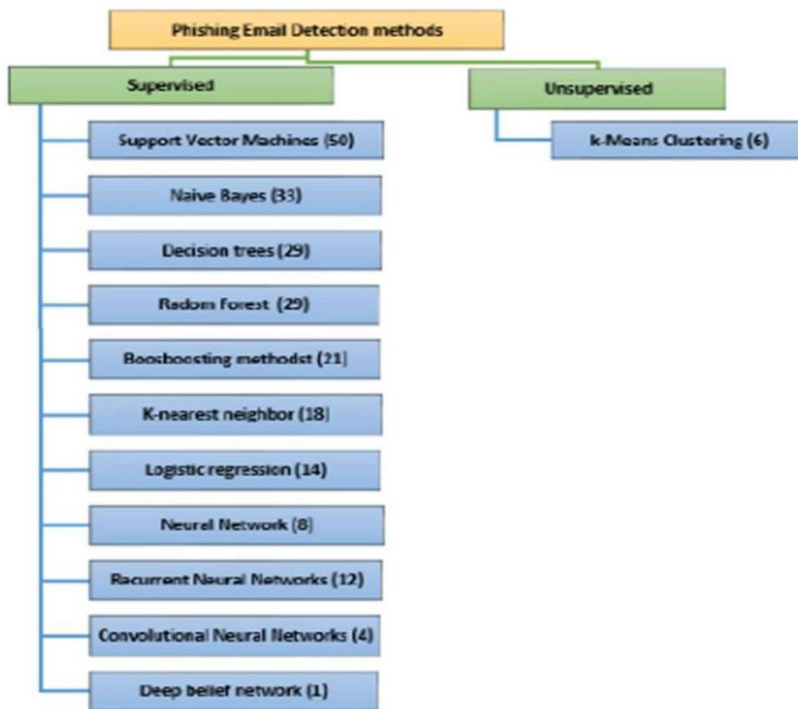 Phishing Email Detection methods
Supervised
Unsupervised
Support Vector Machines (50)
k-Means Clustering (6)
Naive Bayes (33)
Decision trees (29)
Radom Forest (29)
Boosboosting methodst (21)
K-nearest neighbor (18)
Logistic regression (14)
Neural Network (8)
Recurrent Neural Networks (12)
Convolutional Neural Networks (4)
Deep belief network (1)